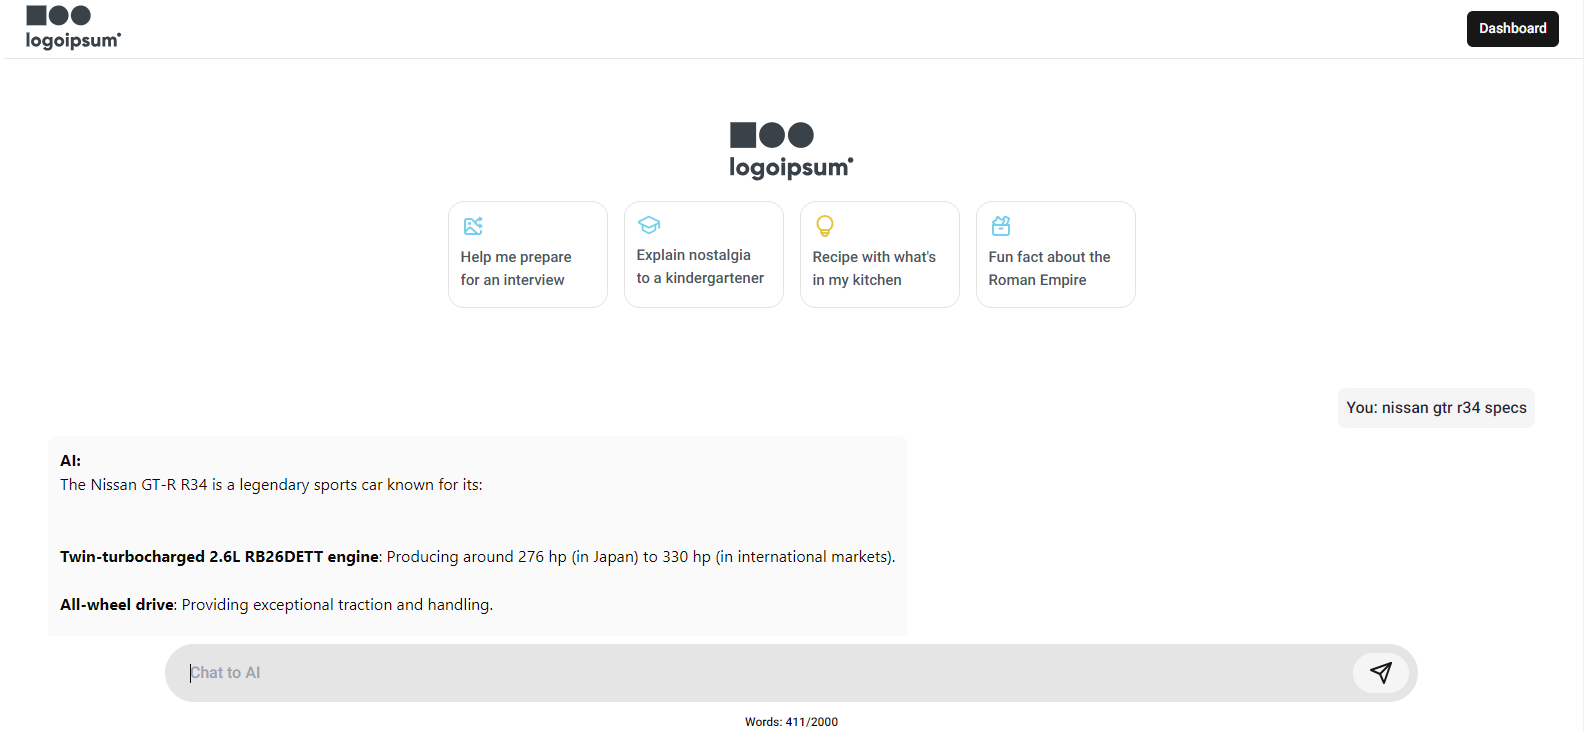 logoipsum
Dashboard
logoipsum
Help me prepare
for an interview
Explain nostalgia
to a kindergartener
Recipe with what's
in my kitchen
Fun fact about the
Roman Empire
You: nissan gtr r34 specs
AI:
The Nissan GT-R R34 is a legendary sports car known for its:
Twin-turbocharged 2.6L RB26DETT engine: Producing around 276 hp (in Japan) to 330 hp (in international markets).
All-wheel drive: Providing exceptional traction and handling.
Chat to AI
Words: 411/2000